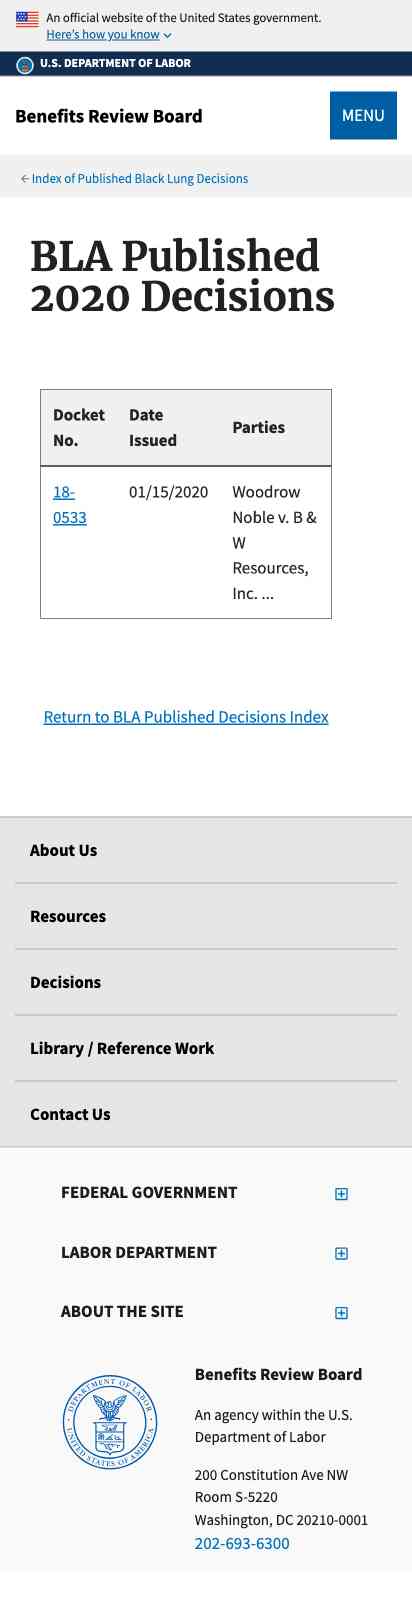 An official website of the United States government.
Here's how you know
U.S. DEPARTMENT OF LABOR
Benefits Review Board
MENU
Index of Published Black Lung Decisions
BLA Published
2020 Decisions
Docket No.
Date Issued
Parties
18-0533
01/15/2020
Woodrow
Noble v. B &
W
Resources,
Inc. ...
Return to BLA Published Decisions Index
About Us
Resources
Decisions
Library / Reference Work
Contact Us
FEDERAL GOVERNMENT
LABOR DEPARTMENT
ABOUT THE SITE
DEPARTMENT OF LABOR
UNITED STATES OF AMERICA
Benefits Review Board
An agency within the U.S.
Department of Labor
200 Constitution Ave NW
Room S-5220
Washington, DC 20210-0001
202-693-6300